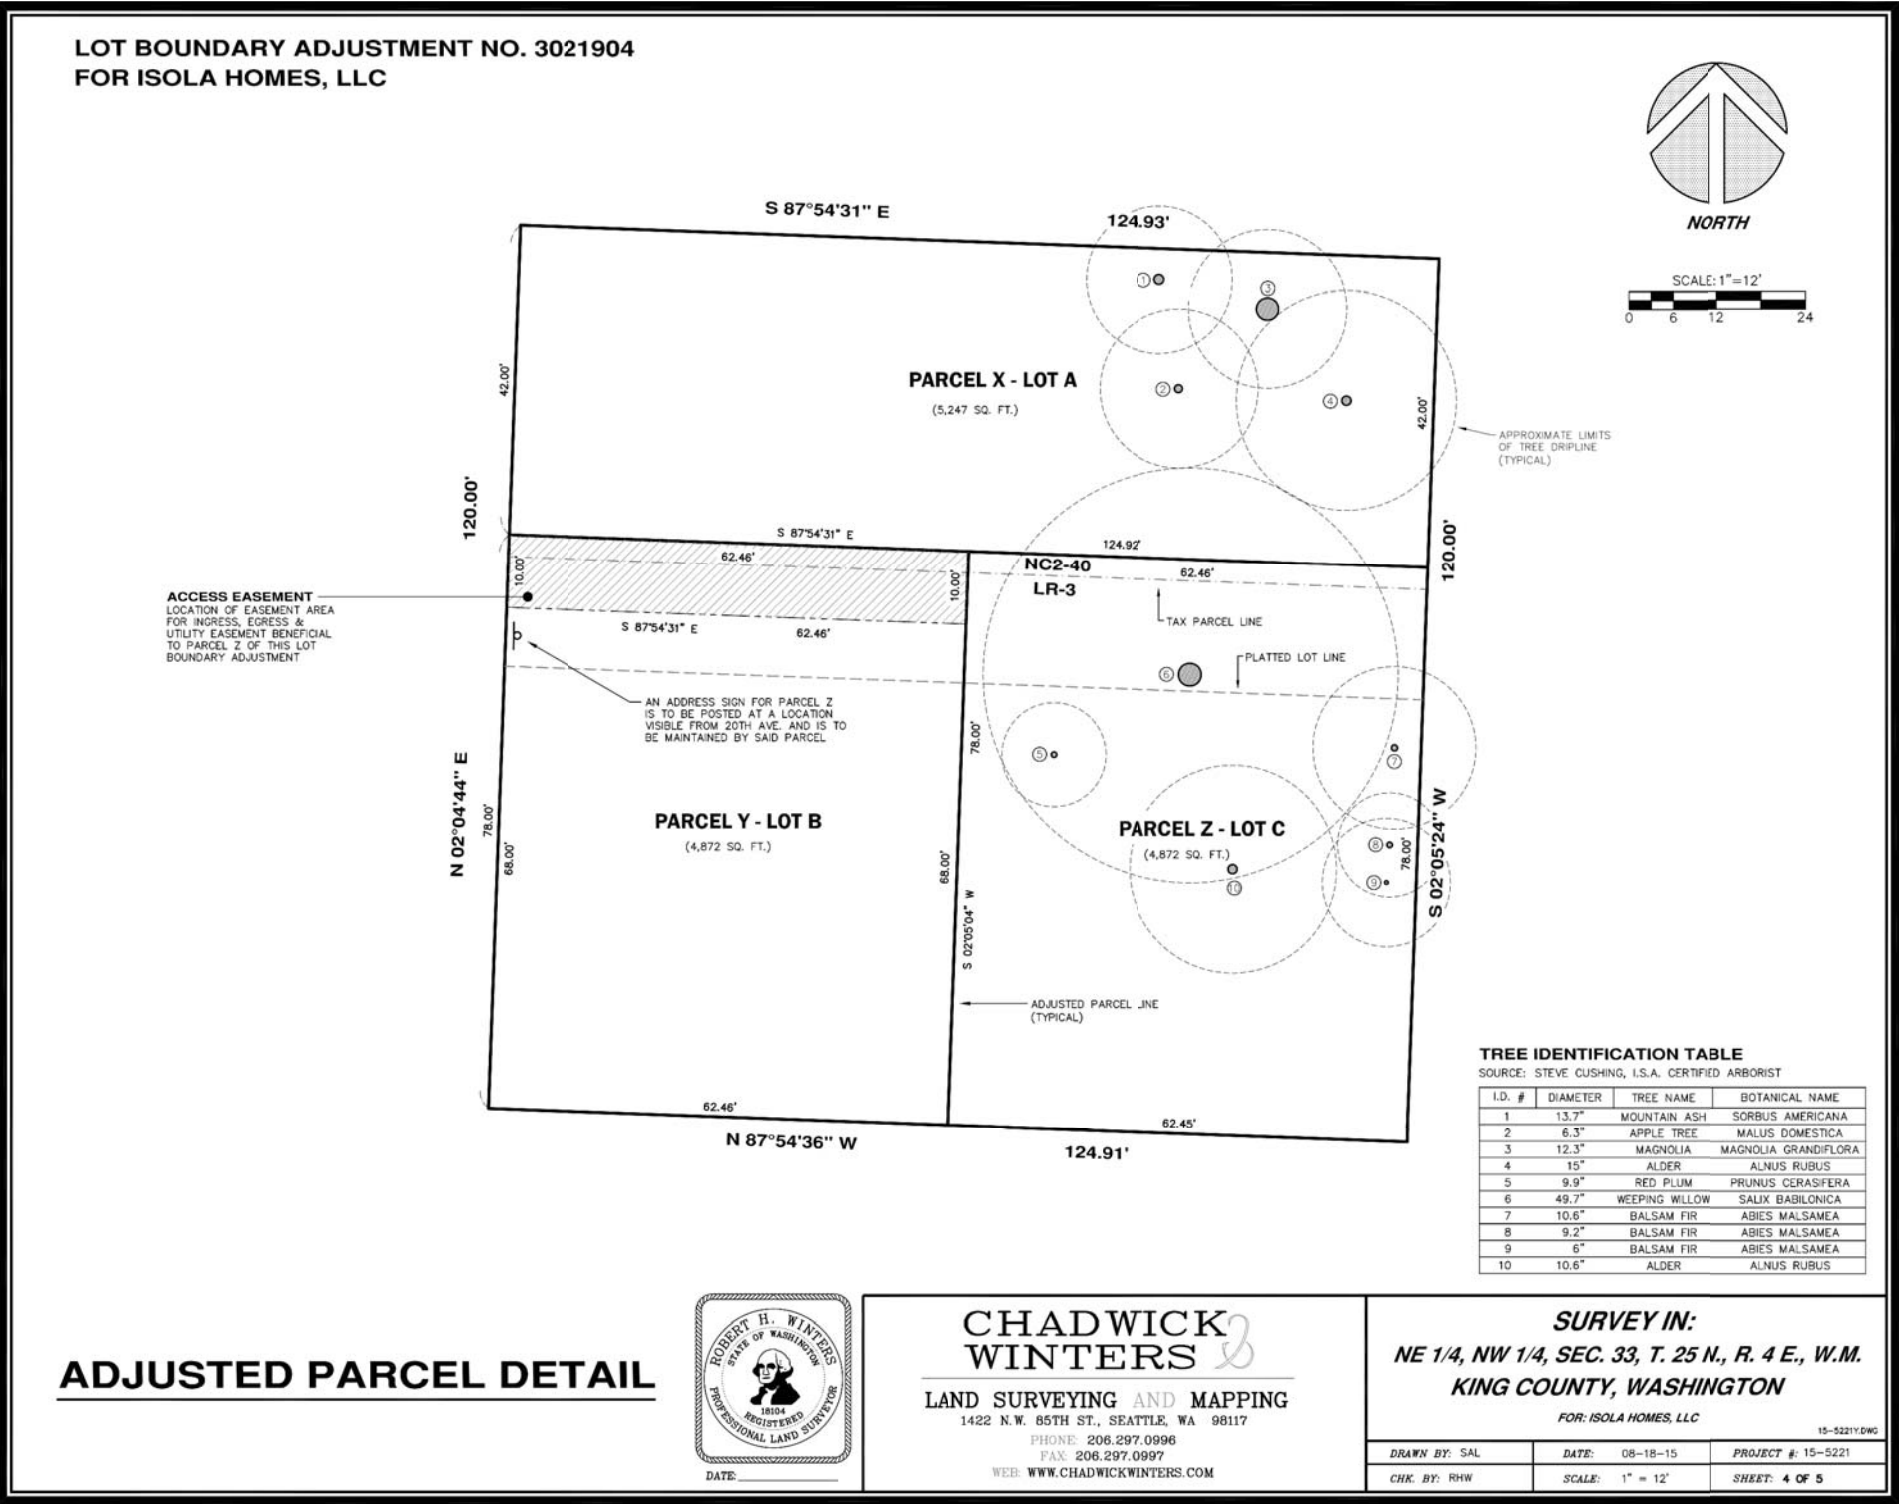 LOT BOUNDARY ADJUSTMENT NO. 3021904
FOR ISOLA HOMES, LLC
NORTH
SCALE: 1"=12'
0 6 12 24
S 87°54'31" E
124.93'
1
3
2
4
42.00'
42.00'
PARCEL X - LOT A
(5,247 SQ. FT.)
APPROXIMATE LIMITS
OF TREE DRIPLINE
(TYPICAL)
120.00'
120.00'
S 87°54'31" E
124.92'
62.46'
NC2-40
62.46'
LR-3
10.00'
10.00'
ACCESS EASEMENT
LOCATION OF EASEMENT AREA
FOR INGRESS, EGRESS &
UTILITY EASEMENT BENEFICIAL
TO PARCEL Z OF THIS LOT
BOUNDARY ADJUSTMENT
S 87°54'31" E
62.46'
TAX PARCEL LINE
PLATTED LOT LINE
6
AN ADDRESS SIGN FOR PARCEL Z
IS TO BE POSTED AT A LOCATION
VISIBLE FROM 20TH AVE. AND IS TO
BE MAINTAINED BY SAID PARCEL
78.00'
5
7
N 02°04'44" E
78.00'
68.00'
PARCEL Y - LOT B
(4,872 SQ. FT.)
68.00'
S 02°05'04" W
PARCEL Z - LOT C
(4,872 SQ. FT.)
10
8
9
78.00'
S 02°05'24" W
ADJUSTED PARCEL LINE
(TYPICAL)
62.46'
62.45'
N 87°54'36" W
124.91'
TREE IDENTIFICATION TABLE
SOURCE: STEVE CUSHING, I.S.A. CERTIFIED ARBORIST
I.D. # DIAMETER TREE NAME BOTANICAL NAME
1 13.7" MOUNTAIN ASH SORBUS AMERICANA
2 6.3" APPLE TREE MALUS DOMESTICA
3 12.3" MAGNOLIA MAGNOLIA GRANDIFLORA
4 15" ALDER ALNUS RUBUS
5 9.9" RED PLUM PRUNUS CERASIFERA
6 49.7" WEEPING WILLOW SALIX BABILONICA
7 10.6" BALSAM FIR ABIES MALSAMEA
8 9.2" BALSAM FIR ABIES MALSAMEA
9 6" BALSAM FIR ABIES MALSAMEA
10 10.6" ALDER ALNUS RUBUS
ADJUSTED PARCEL DETAIL
ROBERT H. WINTERS
STATE OF WASHINGTON
18104
REGISTERED
PROFESSIONAL LAND SURVEYOR
DATE:
CHADWICK
WINTERS
LAND SURVEYING AND MAPPING
1422 N.W. 85TH ST., SEATTLE, WA 98117
PHONE: 206.297.0996
FAX: 206.297.0997
WEB: WWW.CHADWICKWINTERS.COM
SURVEY IN:
NE 1/4, NW 1/4, SEC. 33, T. 25 N., R. 4 E., W.M.
KING COUNTY, WASHINGTON
FOR: ISOLA HOMES, LLC
15-5221Y.DWG
DRAWN BY: SAL DATE: 08-18-15 PROJECT #: 15-5221
CHK. BY: RHW SCALE: 1" = 12' SHEET: 4 OF 5